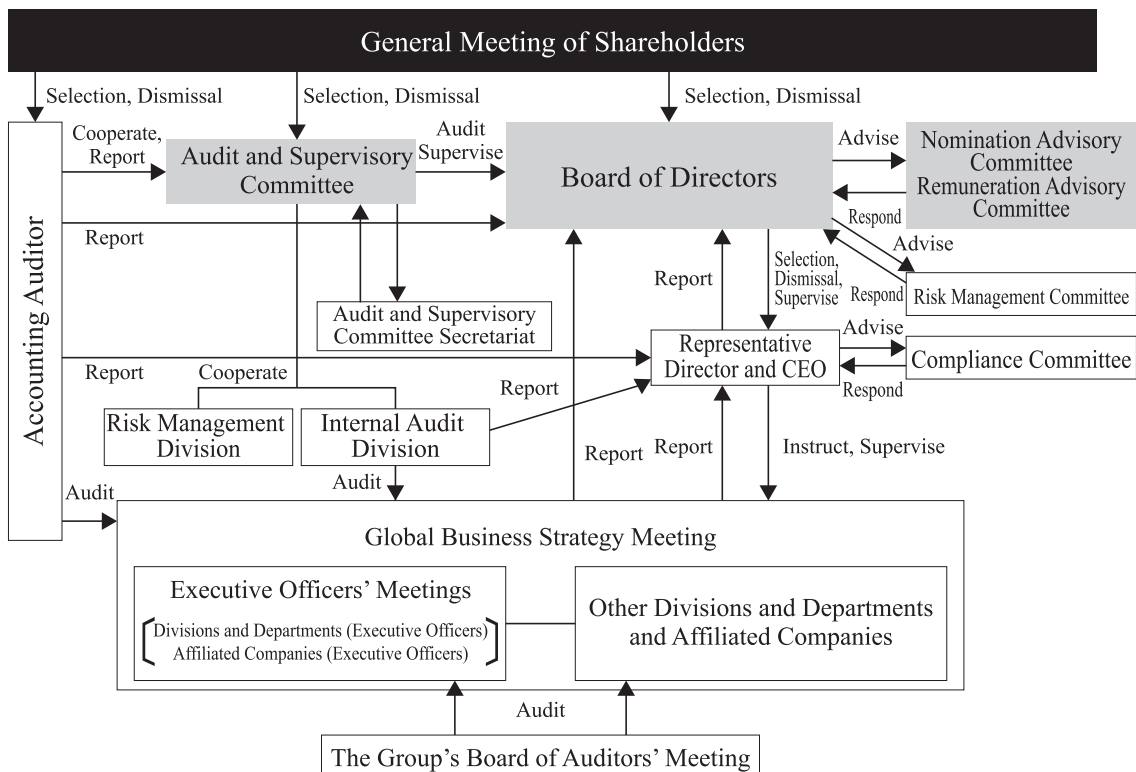 General Meeting of Shareholders
Selection, Dismissal
Selection, Dismissal
Selection, Dismissal
Accounting Auditor
Cooperate,
Report
Audit and Supervisory
Committee
Audit
Supervise
Board of Directors
Advise
Nomination Advisory
Committee
Remuneration Advisory
Committee
Respond
Report
Advise
Respond
Risk Management Committee
Selection,
Dismissal,
Supervise
Report
Audit and Supervisory
Committee Secretariat
Representative
Director and CEO
Advise
Respond
Compliance Committee
Report
Cooperate
Report
Risk Management
Division
Internal Audit
Division
Report
Report
Instruct, Supervise
Audit
Audit
Global Business Strategy Meeting
Executive Officers’ Meetings
Divisions and Departments (Executive Officers)
Affiliated Companies (Executive Officers)
Other Divisions and Departments
and Affiliated Companies
Audit
The Group’s Board of Auditors’ Meeting